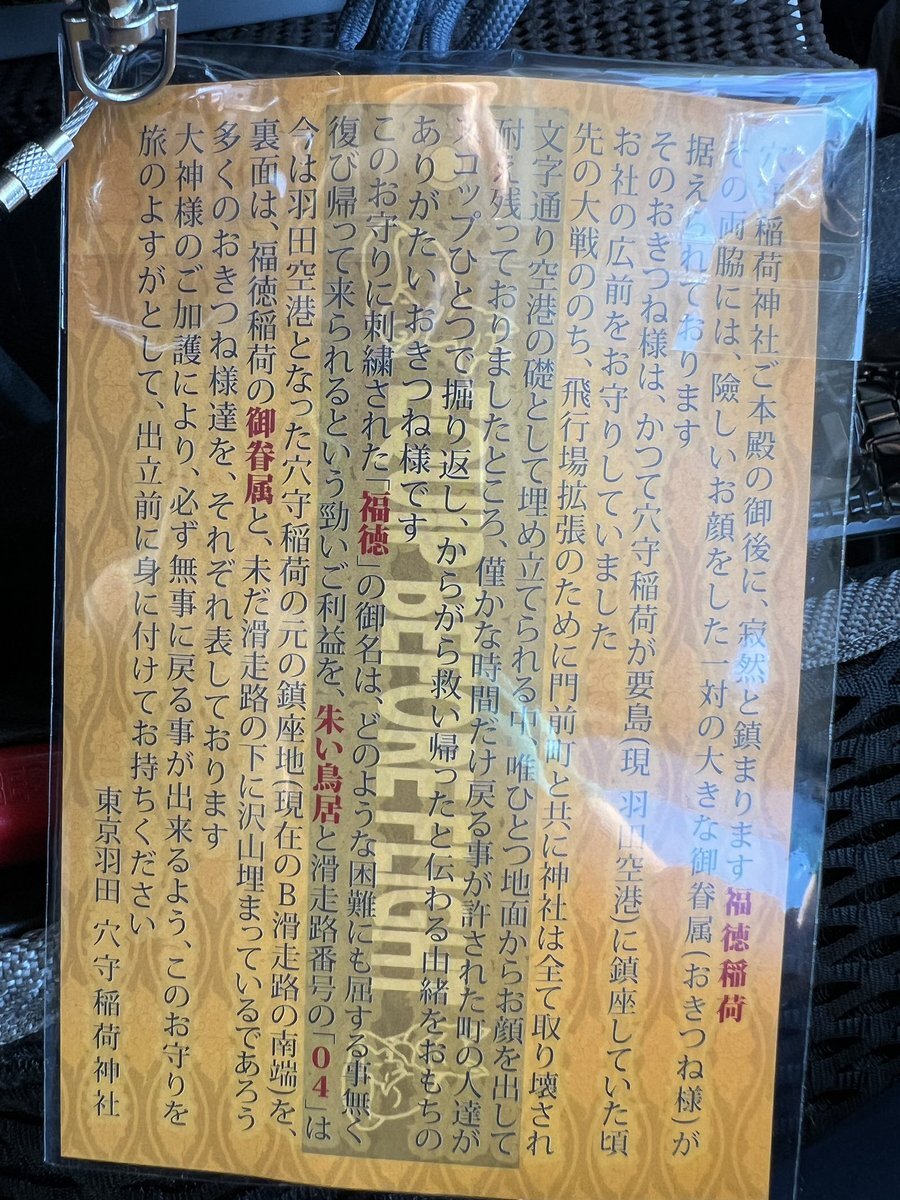 穴守稲荷神社ご本殿の御後に、寂然と鎮まります福徳稲荷
その両脇には、險しいお顔をした一対の大きな御眷属(おきつね様)が
据えられております
そのおきつね様は、かつて穴守稲荷が要島(現 羽田空港)に鎮座していた頃
お社の広前をお守りしていました
先の大戦ののち、飛行場拡張のために門前町と共に神社は全て取り壊され
文字通り空港の礎として埋め立てられる中、唯ひとつ地面からお顔を出して
耐え残っておりましたところ、僅かな時間だけ戻る事が許された町の人達が
スコップひとつで掘り返し、からがら救い帰ったと伝わる由緒をおもちの
ありがたいおきつね様です
このお守りに刺繍された「福徳」の御名は、どのような困難にも屈する事無く
復び帰って来られるという勁いご利益を、朱い鳥居と滑走路番号の「04」は
今は羽田空港となった穴守稲荷の元の鎮座地(現在のB滑走路の南端)を、
裏面は、福徳稲荷の御眷属と、未だ滑走路の下に沢山埋まっているであろう
多くのおきつね様達を、それぞれ表しております
大神様のご加護により、必ず無事に戻る事が出来るよう、このお守りを
旅のよすがとして、出立前に身に付けてお持ちください
東京羽田 穴守稲荷神社
EQUIP BEFORE FLIGHT